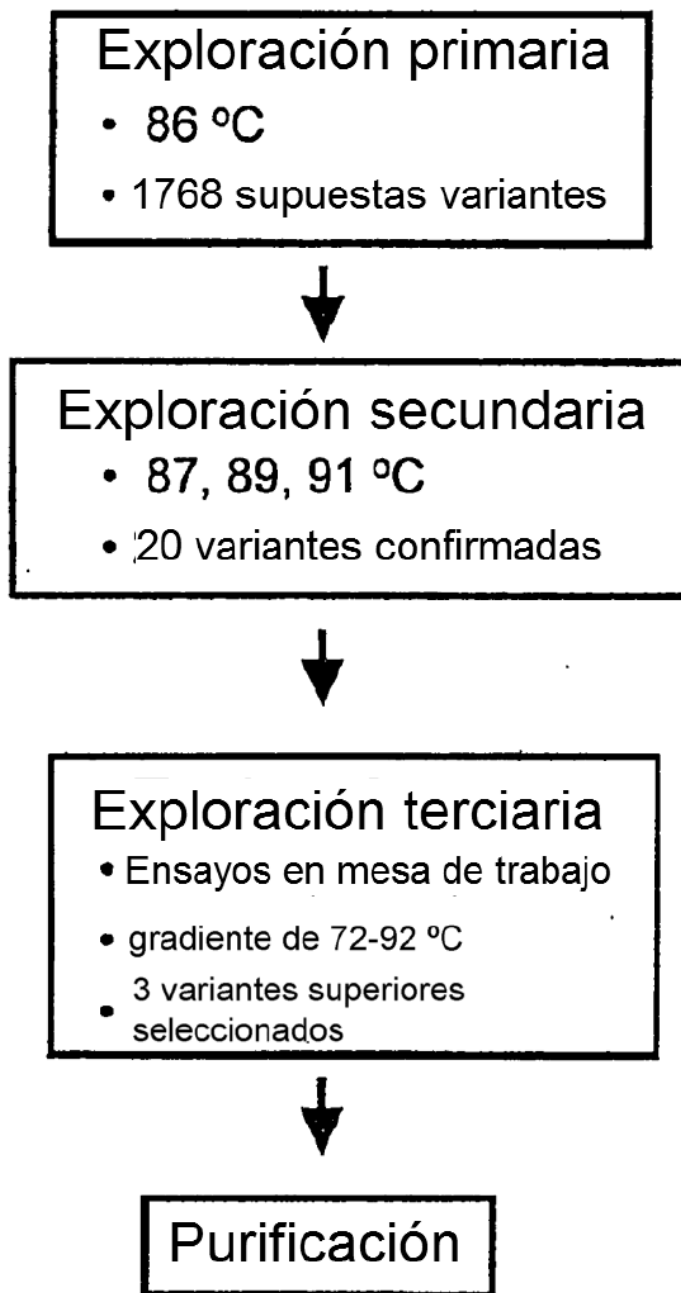 Exploración primaria
• 86 ºC
• 1768 supuestas variantes
Exploración secundaria
• 87, 89, 91 ºC
• 20 variantes confirmadas
Exploración terciaria
• Ensayos en mesa de trabajo
• gradiente de 72-92 ºC
• 3 variantes superiores
seleccionados
Purificación